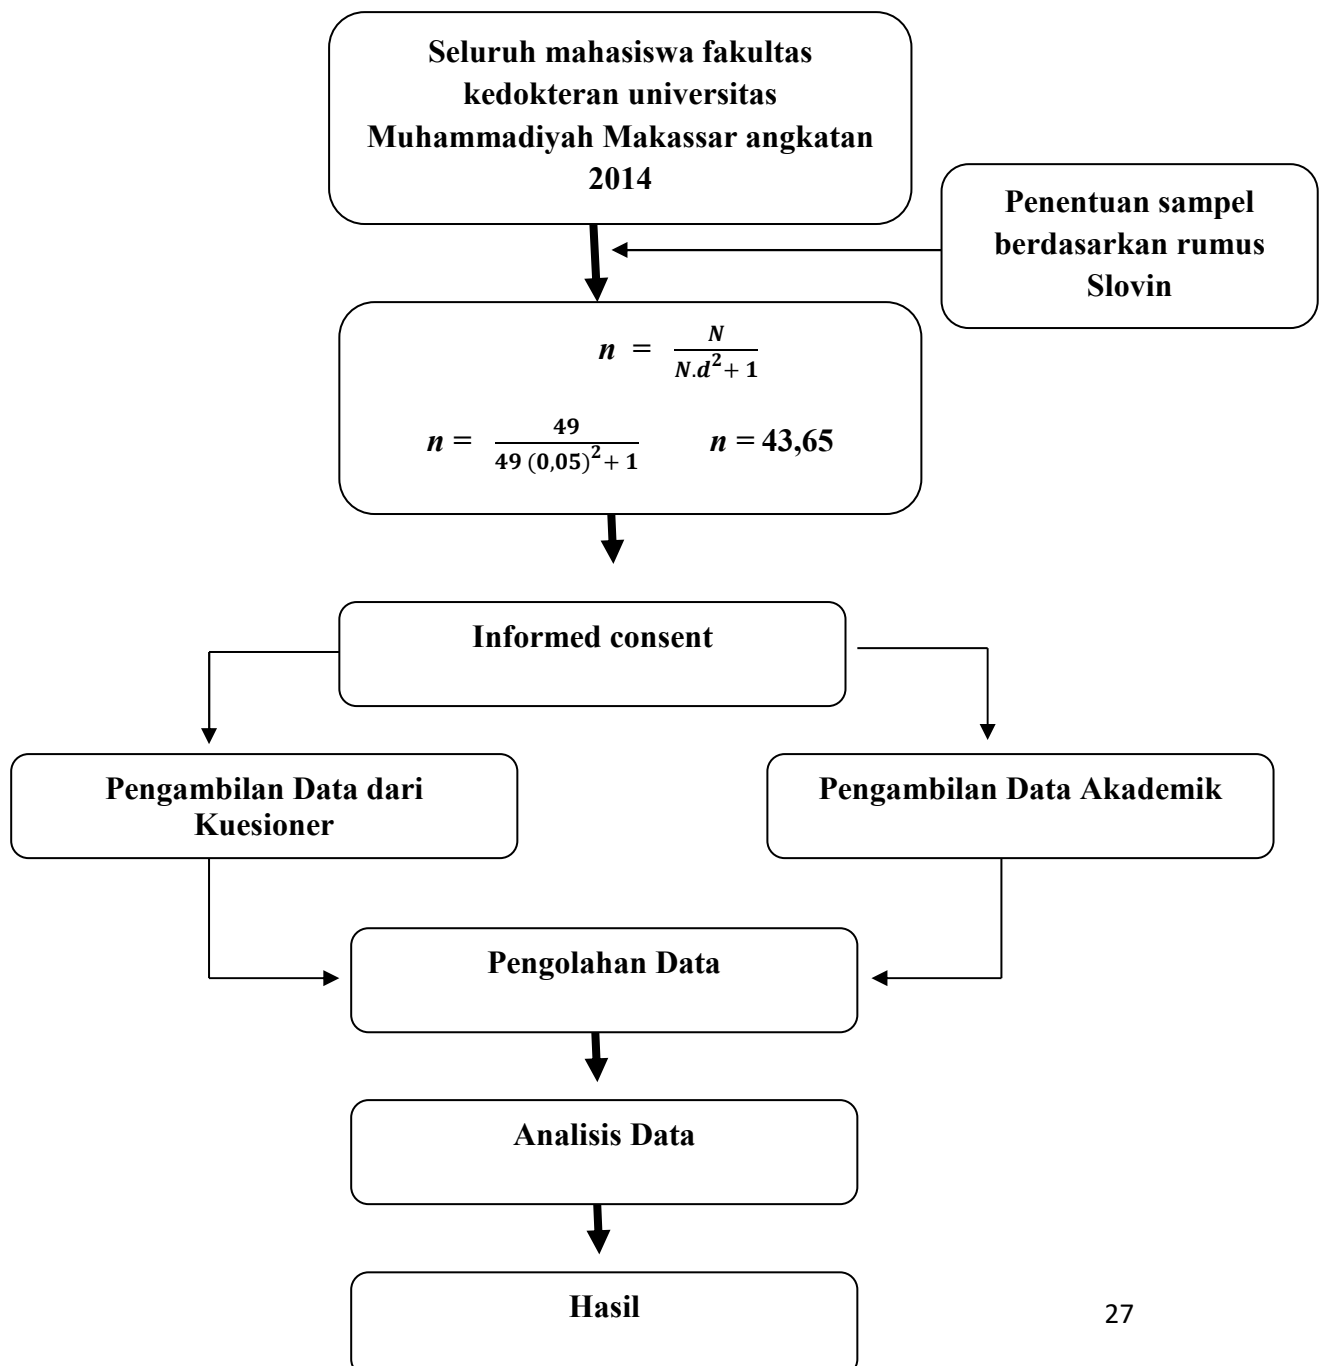 Seluruh mahasiswa fakultas
kedokteran universitas
Muhammadiyah Makassar angkatan
2014
Penentuan sampel
berdasarkan rumus
Slovin
n = N / N.d² + 1
n = 49 / 49 (0,05)² + 1 n = 43,65
Informed consent
Pengambilan Data dari
Kuesioner
Pengambilan Data Akademik
Pengolahan Data
Analisis Data
Hasil
27